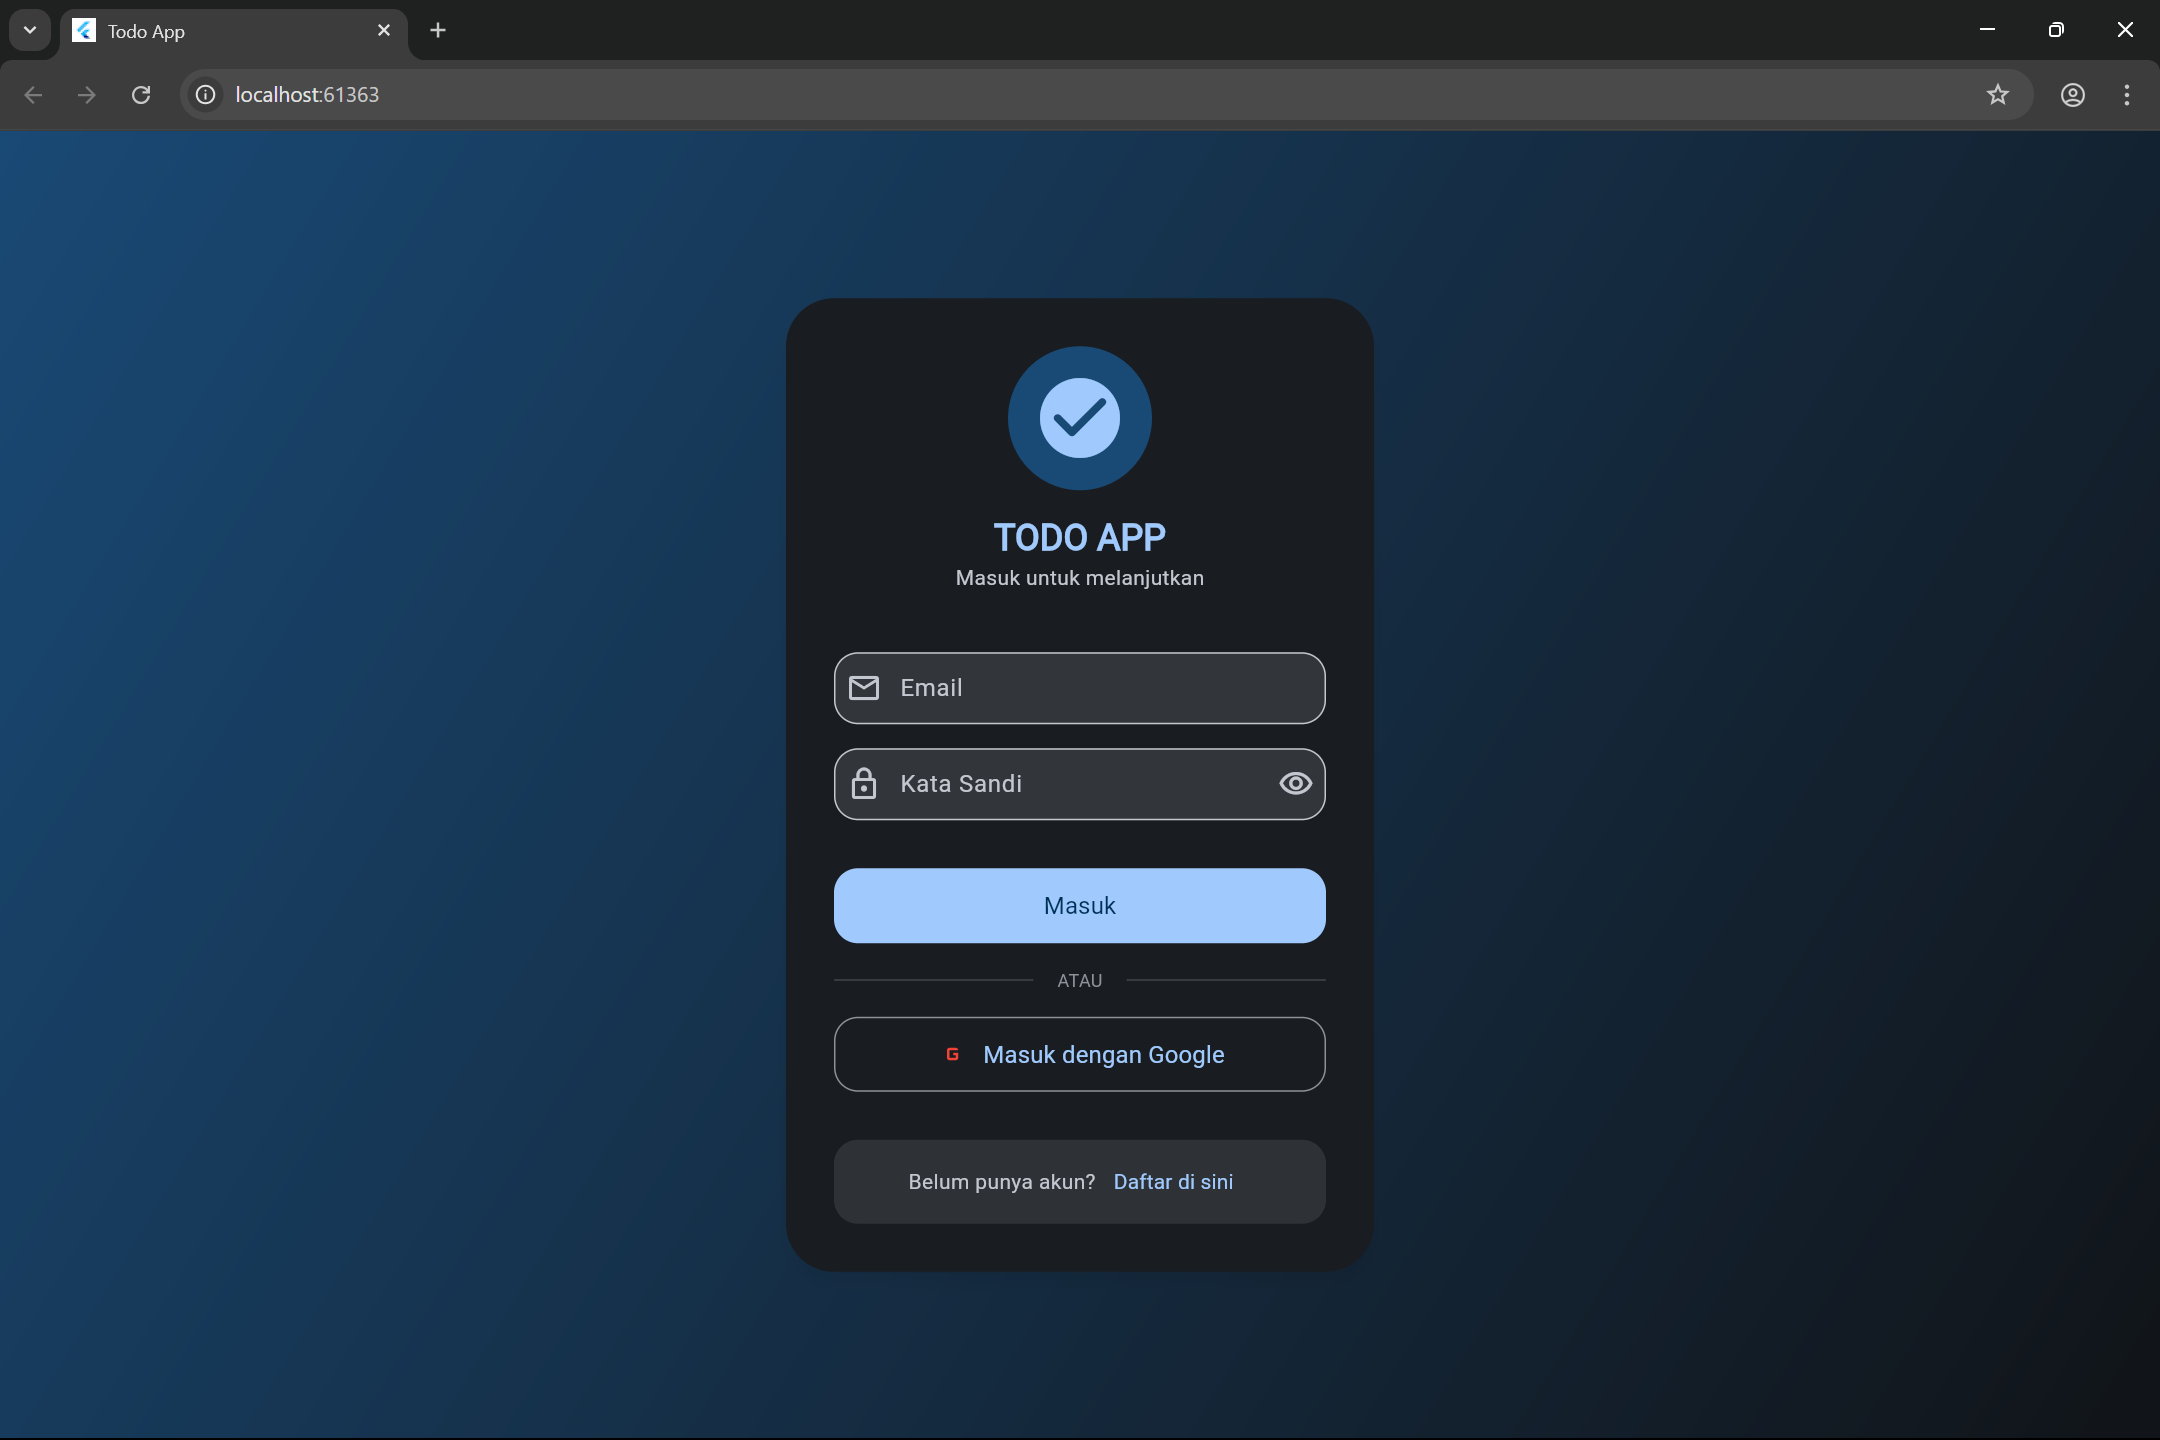 Todo App
localhost:61363
TODO APP
Masuk untuk melanjutkan
Email
Kata Sandi
Masuk
ATAU
G Masuk dengan Google
Belum punya akun? Daftar di sini